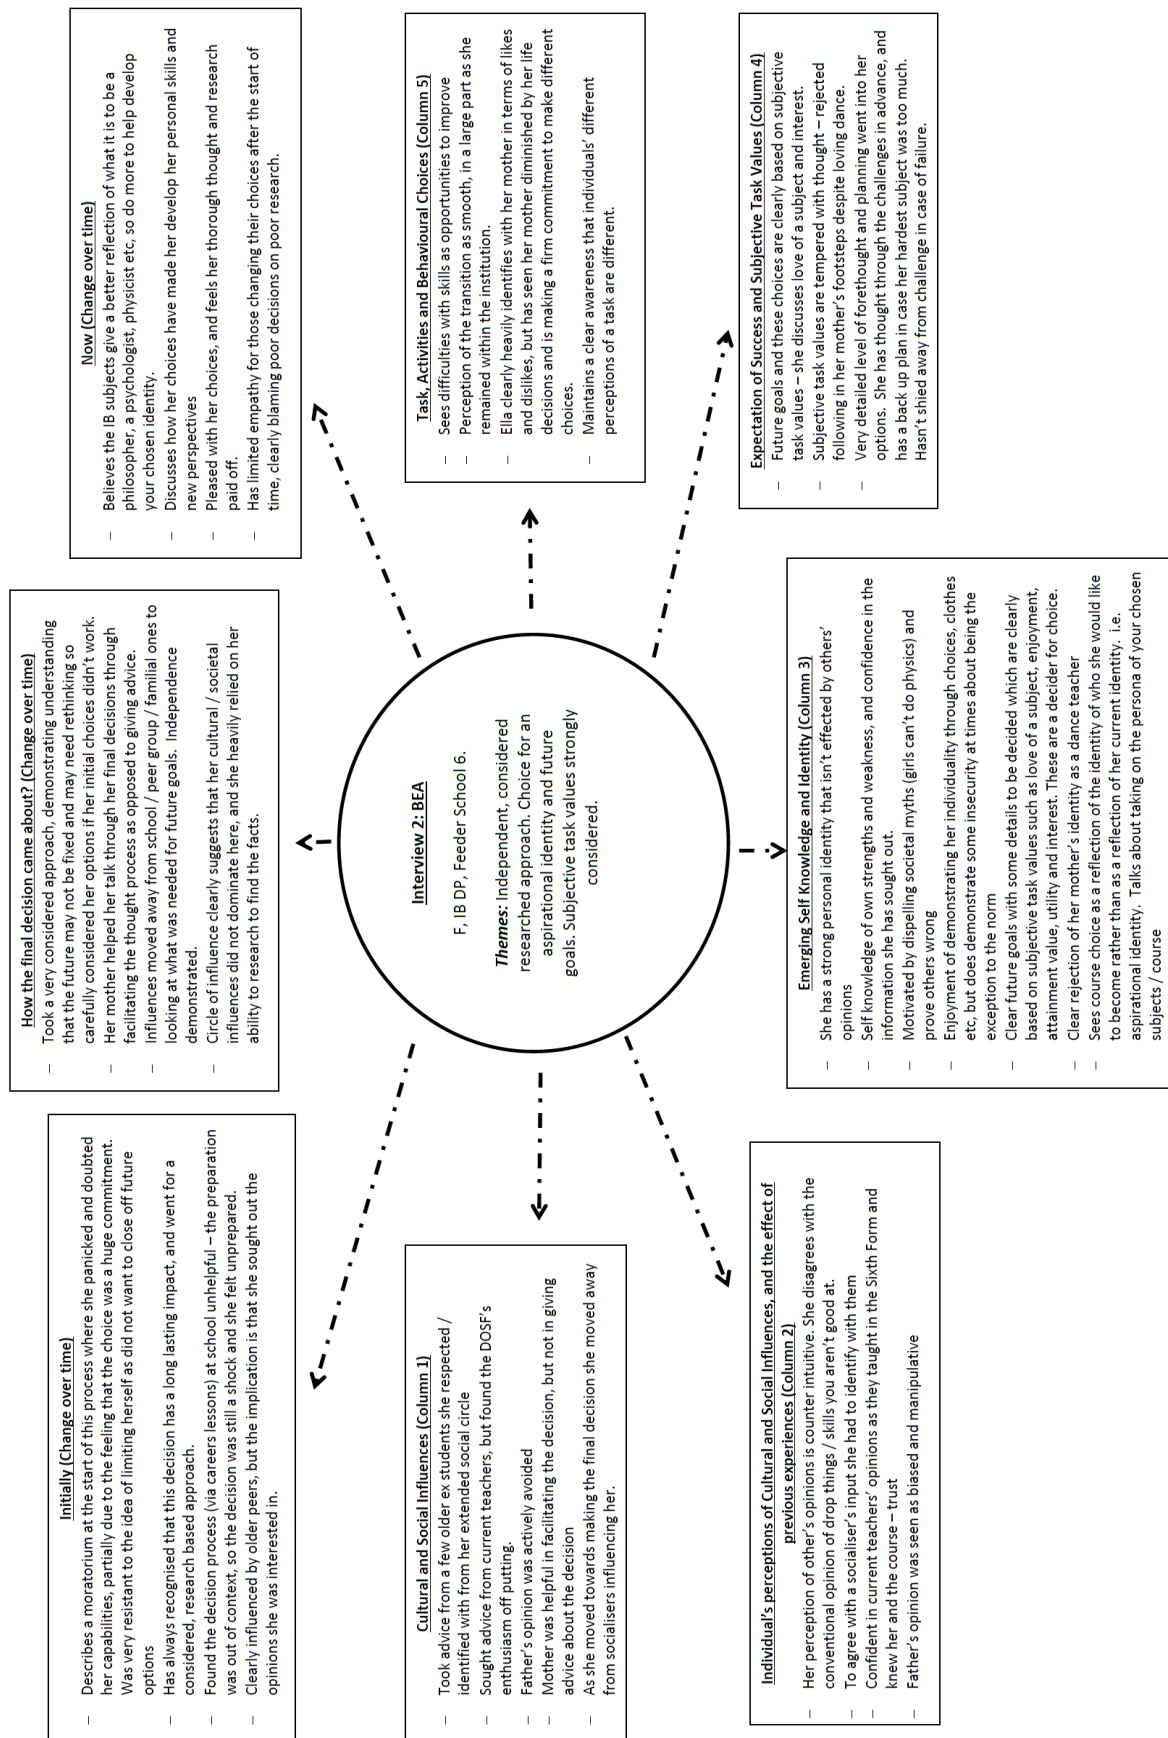 Initially (Change over time)
– Describes a moratorium at the start of this process where she panicked and doubted
her capabilities, partially due to the feeling that the choice was a huge commitment.
Was very resistant to the idea of limiting herself as did not want to close off future
options
– Has always recognised that this decision has a long lasting impact, and went for a
considered, research based approach.
– Found the decision process (via careers lessons) at school unhelpful – the preparation
was out of context, so the decision was still a shock and she felt unprepared.
– Clearly influenced by older peers, but the implication is that she sought out the
opinions she was interested in.
How the final decision came about? (Change over time)
– Took a very considered approach, demonstrating understanding
that the future may not be fixed and may need rethinking so
carefully considered her options if her initial choices didn't work.
– Her mother helped her talk through her final decisions through
facilitating the thought process as opposed to giving advice.
– Influences moved away from school / peer group / familial ones to
looking at what was needed for future goals. Independence
demonstrated.
– Circle of influence clearly suggests that her cultural / societal
influences did not dominate here, and she heavily relied on her
ability to research to find the facts.
Now (Change over time)
– Believes the IB subjects give a better reflection of what it is to be a
philosopher, a psychologist, physicist etc, so do more to help develop
your chosen identity.
– Discusses how her choices have made her develop her personal skills and
new perspectives
– Pleased with her choices, and feels her thorough thought and research
paid off.
– Has limited empathy for those changing their choices after the start of
time, clearly blaming poor decisions on poor research.
Cultural and Social Influences (Column 1)
– Took advice from a few older ex students she respected /
identified with from her extended social circle
– Sought advice from current teachers, but found the DOSF's
enthusiasm off putting.
– Father's opinion was actively avoided
– Mother was helpful in facilitating the decision, but not in giving
advice about the decision
– As she moved towards making the final decision she moved away
from socialisers influencing her.
Interview 2: BEA
F, IB DP, Feeder School 6.
Themes: Independent, considered
researched approach. Choice for an
aspirational identity and future
goals. Subjective task values strongly
considered.
Task, Activities and Behavioural Choices (Column 5)
– Sees difficulties with skills as opportunities to improve
– Perception of the transition as smooth, in a large part as she
remained within the institution.
– Ella clearly heavily identifies with her mother in terms of likes
and dislikes, but has seen her mother diminished by her life
decisions and is making a firm commitment to make different
choices.
– Maintains a clear awareness that individuals' different
perceptions of a task are different.
Individual's perceptions of Cultural and Social Influences, and the effect of
previous experiences (Column 2)
– Her perception of other's opinions is counter intuitive. She disagrees with the
conventional opinion of drop things / skills you aren't good at.
– To agree with a socialiser's input she had to identify with them
– Confident in current teachers' opinions as they taught in the Sixth Form and
knew her and the course – trust
– Father's opinion was seen as biased and manipulative
Emerging Self Knowledge and Identity (Column 3)
– She has a strong personal identity that isn't effected by others'
opinions
– Self knowledge of own strengths and weakness, and confidence in the
information she has sought out.
– Motivated by dispelling societal myths (girls can't do physics) and
prove others wrong
– Enjoyment of demonstrating her individuality through choices, clothes
etc, but does demonstrate some insecurity at times about being the
exception to the norm
– Clear future goals with some details to be decided which are clearly
based on subjective task values such as love of a subject, enjoyment,
attainment value, utility and interest. These are a decider for choice.
– Clear rejection of her mother's identity as a dance teacher
– Sees course choice as a reflection of the identity of who she would like
to become rather than as a reflection of her current identity. i.e.
aspirational identity. Talks about taking on the persona of your chosen
subjects / course
Expectation of Success and Subjective Task Values (Column 4)
– Future goals and these choices are clearly based on subjective
task values – she discusses love of a subject and interest.
– Subjective task values are tempered with thought – rejected
following in her mother's footsteps despite loving dance.
– Very detailed level of forethought and planning went into her
options. She has thought through the challenges in advance, and
has a back up plan in case her hardest subject was too much.
Hasn't shied away from challenge in case of failure.